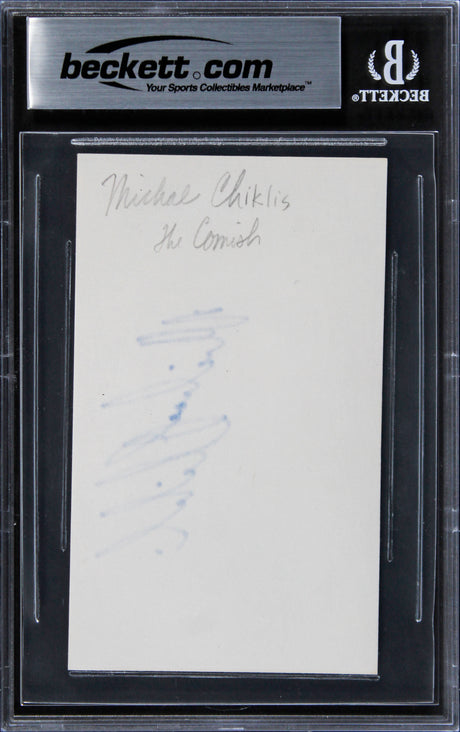 beckett.com
Your Sports Collectibles Marketplace™
BECKETT®
Michae Chiklis
The Comish